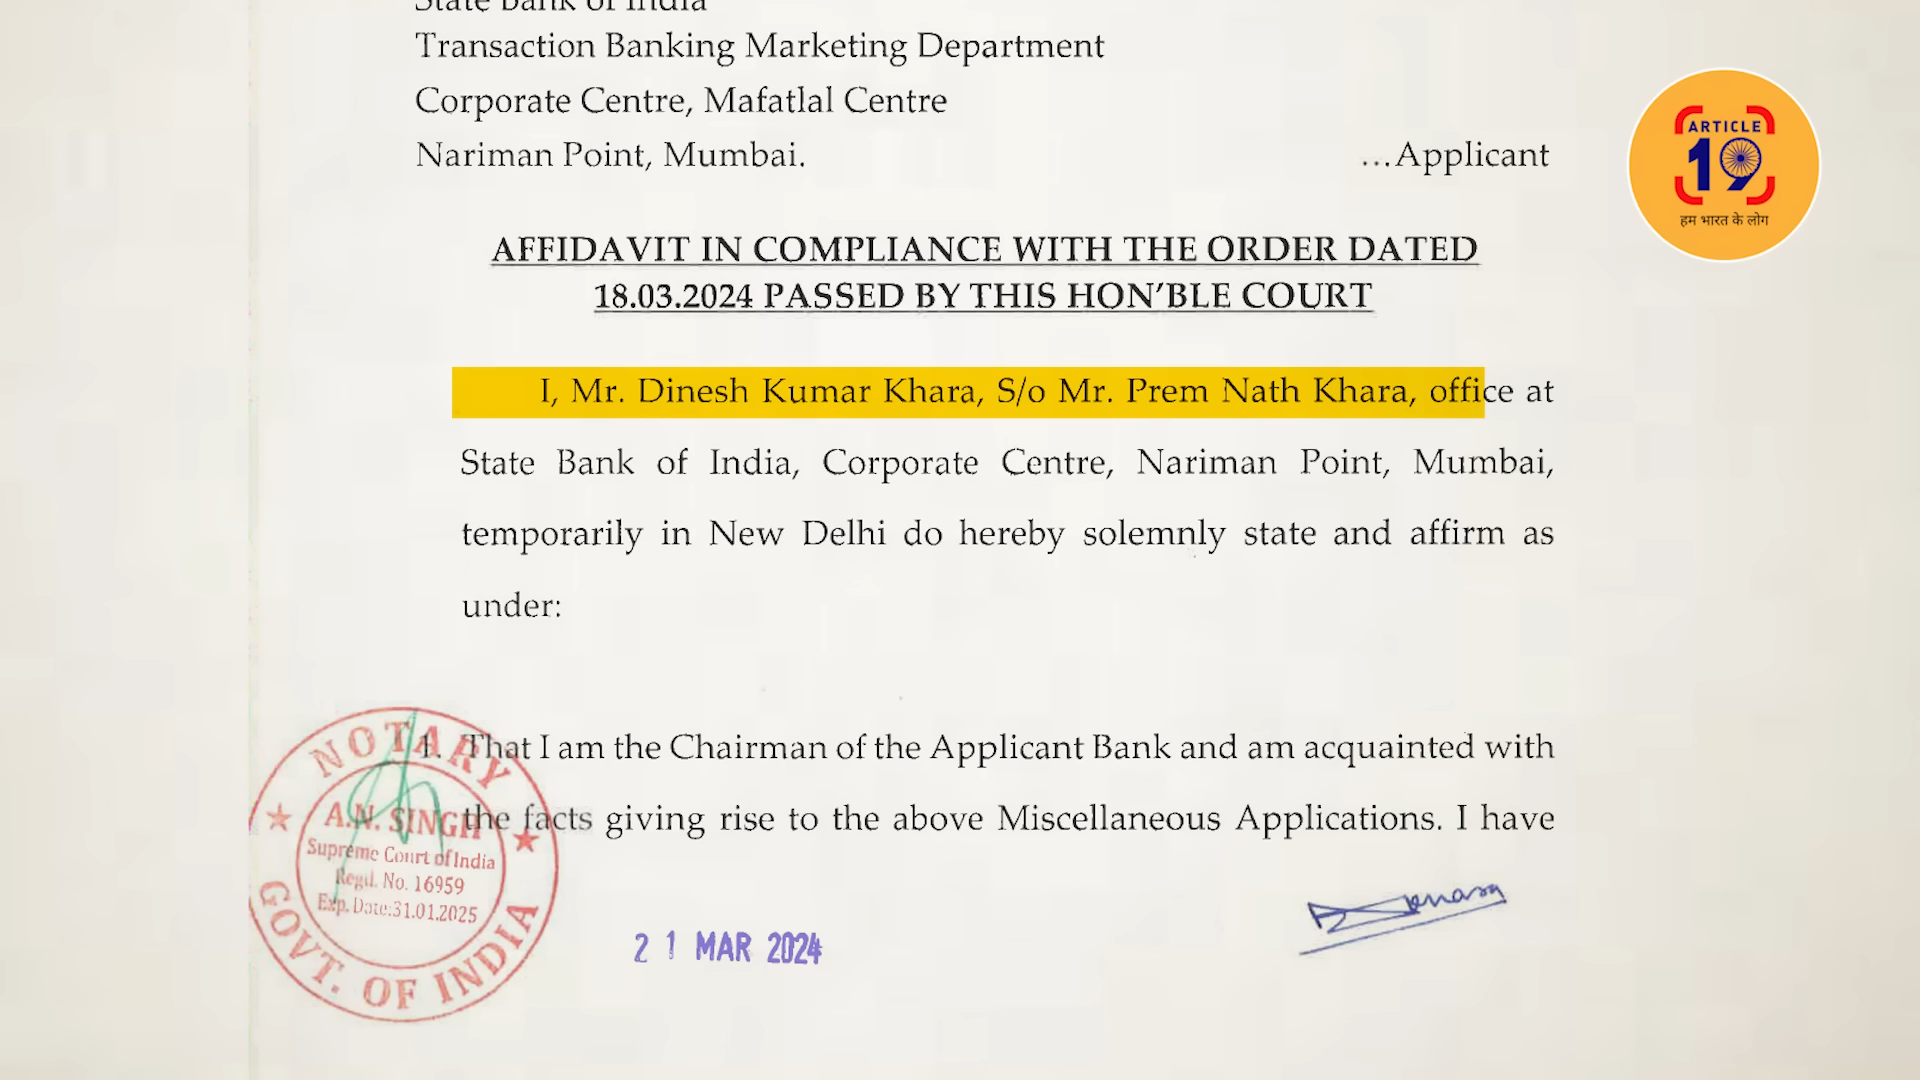 State Bank of India
Transaction Banking Marketing Department
Corporate Centre, Mafatlal Centre
Nariman Point, Mumbai.
...Applicant
ARTICLE
19
हम भारत के लोग
AFFIDAVIT IN COMPLIANCE WITH THE ORDER DATED
18.03.2024 PASSED BY THIS HON'BLE COURT
I, Mr. Dinesh Kumar Khara, S/o Mr. Prem Nath Khara, office at
State Bank of India, Corporate Centre, Nariman Point, Mumbai,
temporarily in New Delhi do hereby solemnly state and affirm as
under:
1. That I am the Chairman of the Applicant Bank and am acquainted with
the facts giving rise to the above Miscellaneous Applications. I have
NOTARY
A.N. SINGH
Supreme Court of India
Regd. No. 16959
Exp. Date:31.01.2025
GOVT. OF INDIA
21 MAR 2024